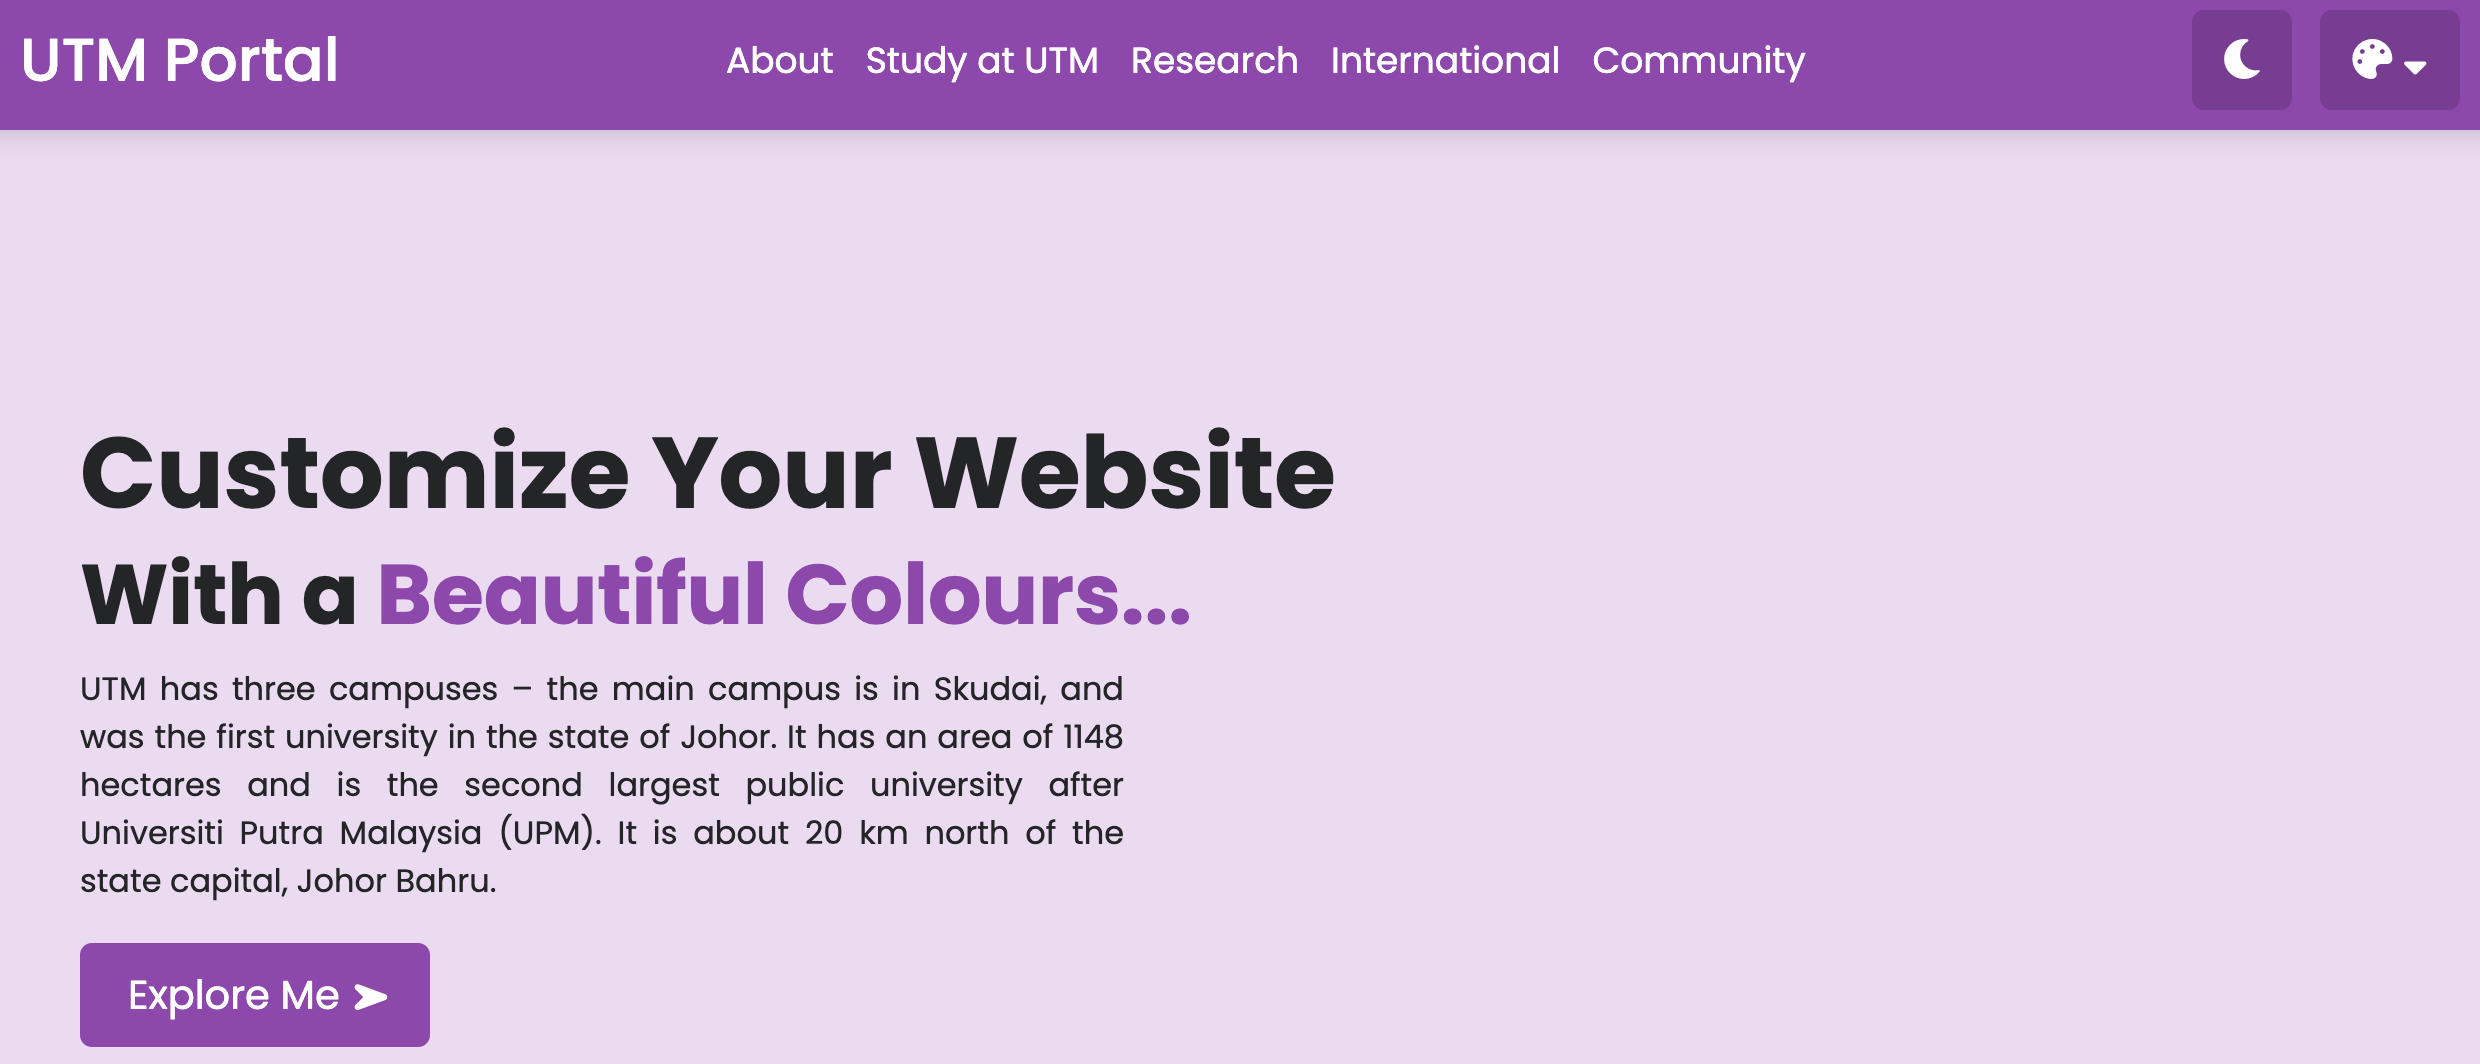 UTM Portal
About Study at UTM Research International Community
Customize Your Website
With a Beautiful Colours...
UTM has three campuses – the main campus is in Skudai, and
was the first university in the state of Johor. It has an area of 1148
hectares and is the second largest public university after
Universiti Putra Malaysia (UPM). It is about 20 km north of the
state capital, Johor Bahru.
Explore Me